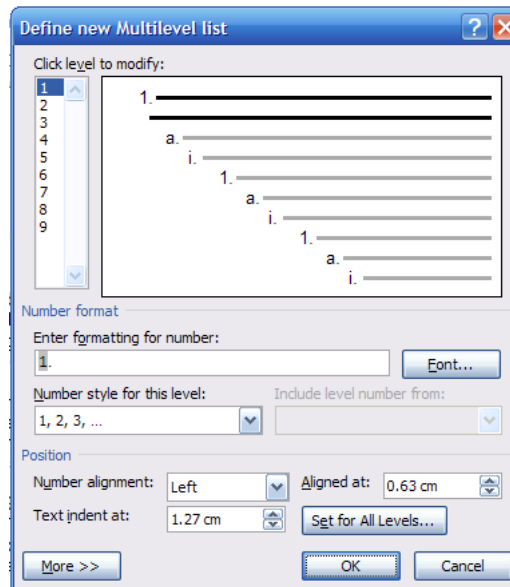 Define new Multilevel list
Click level to modify:
1
2
3
4
5
6
7
8
9
1.
a.
i.
1.
a.
i.
1.
a.
i.
Number format
Enter formatting for number:
1.
Font...
Number style for this level:
Include level number from:
1, 2, 3, ...
Position
Number alignment:
Left
Aligned at:
0.63 cm
Text indent at:
1.27 cm
Set for All Levels...
More >>
OK
Cancel